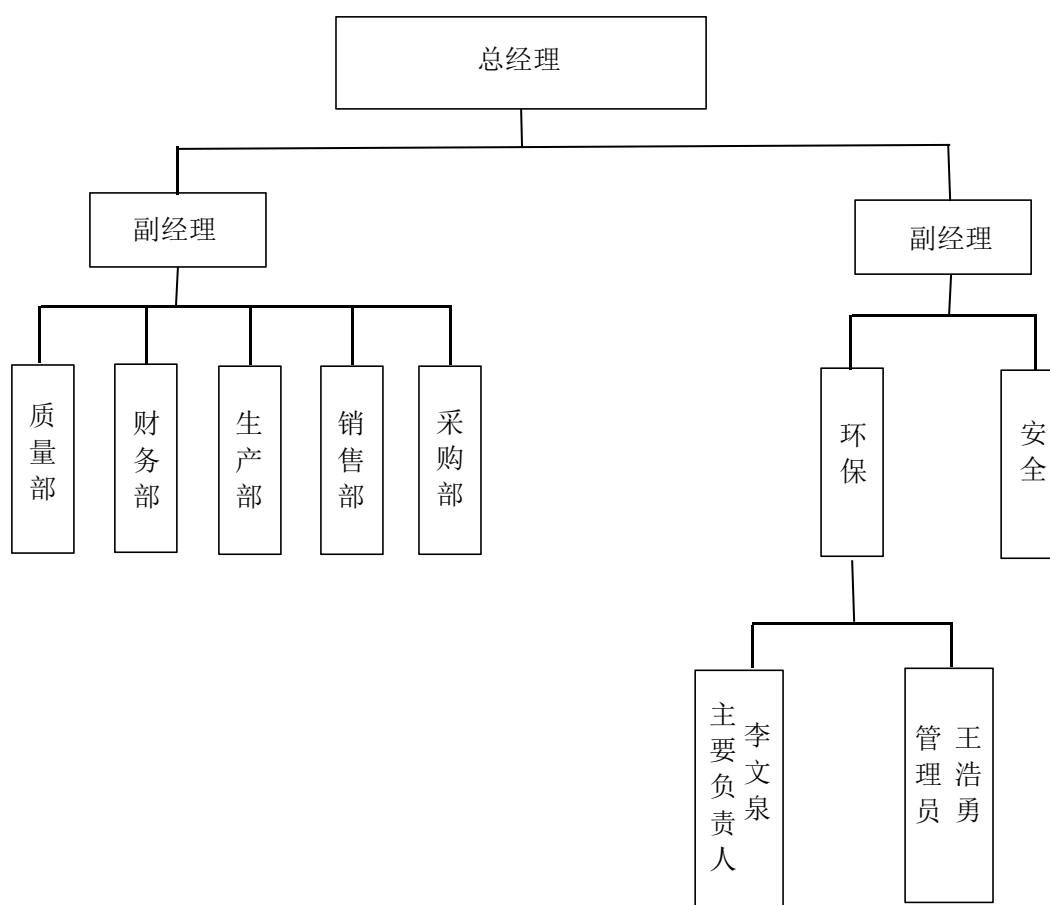 总经理
副经理
副经理
质量部
财务部
生产部
销售部
采购部
环保
安全
主要负责人
李文泉
管理员
王浩勇